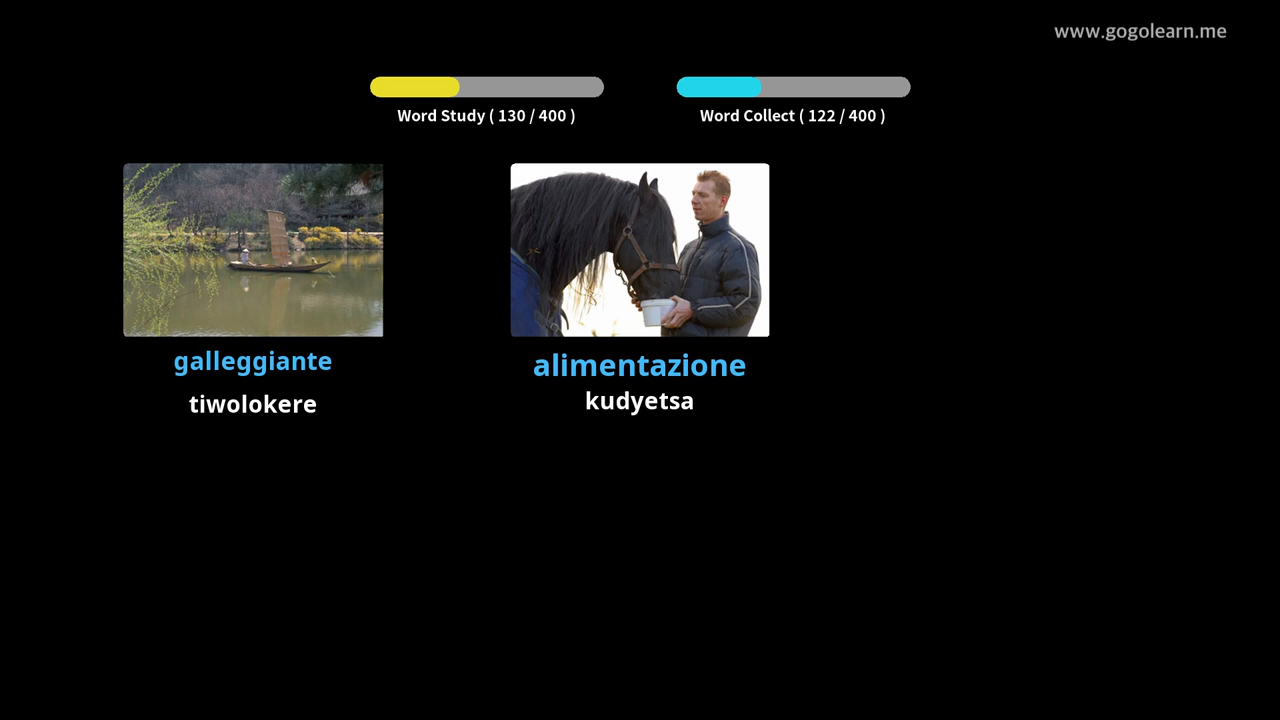 www.gogolearn.me
Word Study ( 130 / 400 )
Word Collect ( 122 / 400 )
galleggiante
tiwolokere
alimentazione
kudyetsa